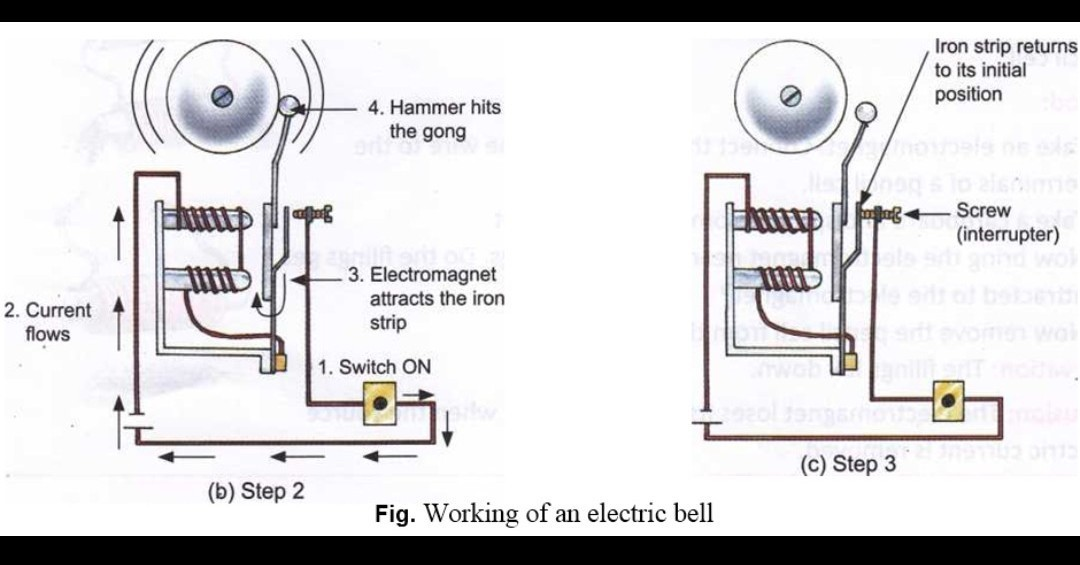 4. Hammer hits
the gong
3. Electromagnet
attracts the iron
strip
2. Current
flows
1. Switch ON
(b) Step 2
Iron strip returns
to its initial
position
Screw
(interrupter)
(c) Step 3
Fig. Working of an electric bell